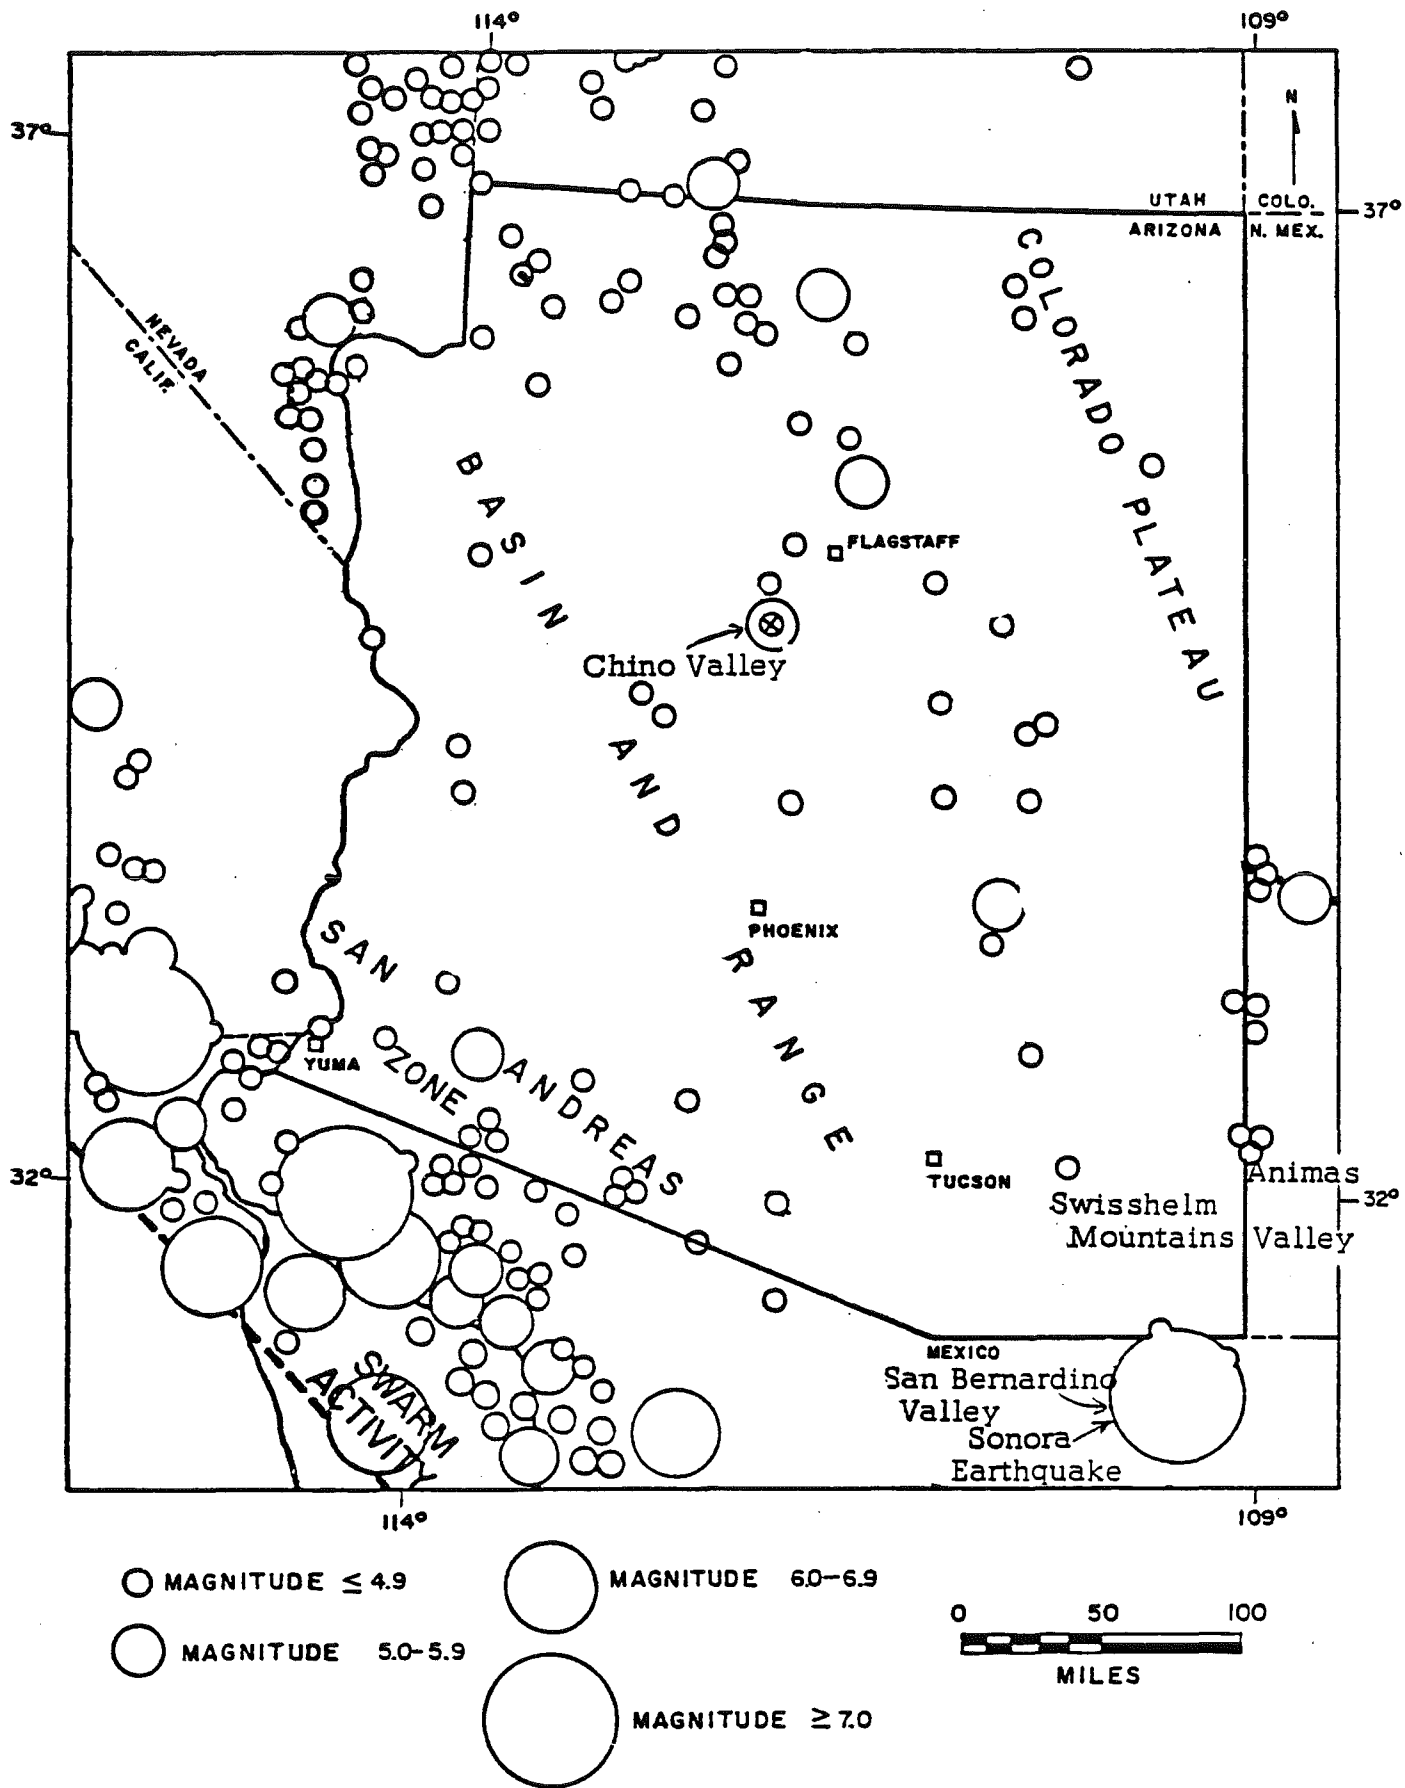 114°
109°
37°
N
UTAH
COLO.
37°
ARIZONA
N. MEX.
COLORADO PLATEAU
NEVADA
CALIF.
BASIN AND RANGE
FLAGSTAFF
Chino Valley
PHOENIX
SAN ANDREAS
ZONE
YUMA
32°
TUCSON
Animas
Swisshelm
32°
Mountains
Valley
MEXICO
San Bernardino
Valley
Sonora
Earthquake
SWARM
ACTIVITY
114°
109°
MAGNITUDE ≤ 4.9
MAGNITUDE 6.0-6.9
MAGNITUDE 5.0-5.9
0 50 100
MILES
MAGNITUDE ≥ 7.0